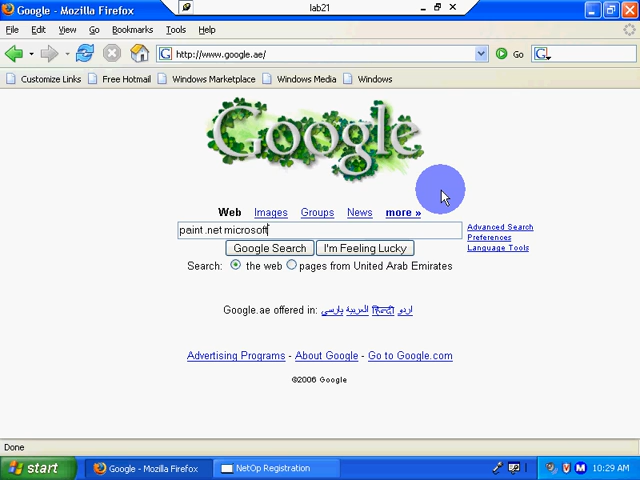 Google - Mozilla Firefox
lab21
File Edit View Go Bookmarks Tools Help
http://www.google.ae/
Go
Customize Links Free Hotmail Windows Marketplace Windows Media Windows
Google
Web Images Groups News more »
paint .net microsoft
Advanced Search
Preferences
Language Tools
Google Search I'm Feeling Lucky
Search: the web pages from United Arab Emirates
Google.ae offered in: پارسی العربية हिन्दी اردو
Advertising Programs - About Google - Go to Google.com
©2006 Google
Done
start Google - Mozilla Firefox NetOp Registration 10:29 AM